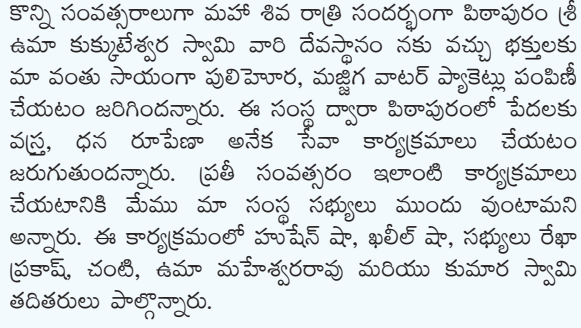 కొన్ని సంవత్సరాలుగా మహా శివ రాత్రి సందర్భంగా పిఠాపురం శ్రీ
ఉమా కుక్కుటేశ్వర స్వామి వారి దేవస్థానం నకు వచ్చు భక్తులకు
మా వంతు సాయంగా పులిహెూర, మజ్జిగ వాటర్ ప్యాకెట్లు పంపిణీ
చేయటం జరిగిందన్నారు. ఈ సంస్థ ద్వారా పిఠాపురంలో పేదలకు
వస్త్ర, ధన రూపేణా అనేక సేవా కార్యక్రమాలు చేయటం
జరుగుతుందన్నారు. ప్రతీ సంవత్సరం ఇలాంటి కార్యక్రమాలు
చేయటానికి మేము మా సంస్థ సభ్యులు ముందు వుంటామని
అన్నారు. ఈ కార్యక్రమంలో హుషేన్ షా, ఖలీల్ షా, సభ్యులు రేఖా
ప్రకాష్, చంటి, ఉమా మహేశ్వరరావు మరియు కుమార స్వామి
తదితరులు పాల్గొన్నారు.